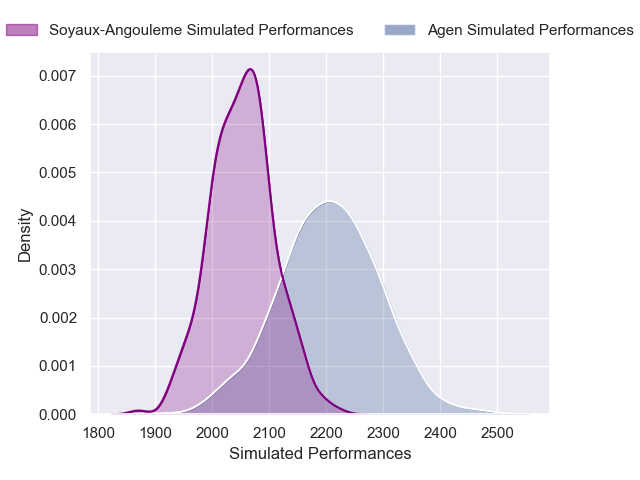 Soyaux-Angouleme Simulated Performances
Agen Simulated Performances
0.007
0.006
0.005
0.004
0.003
0.002
0.001
0.000
Density
1800 1900 2000 2100 2200 2300 2400 2500
Simulated Performances